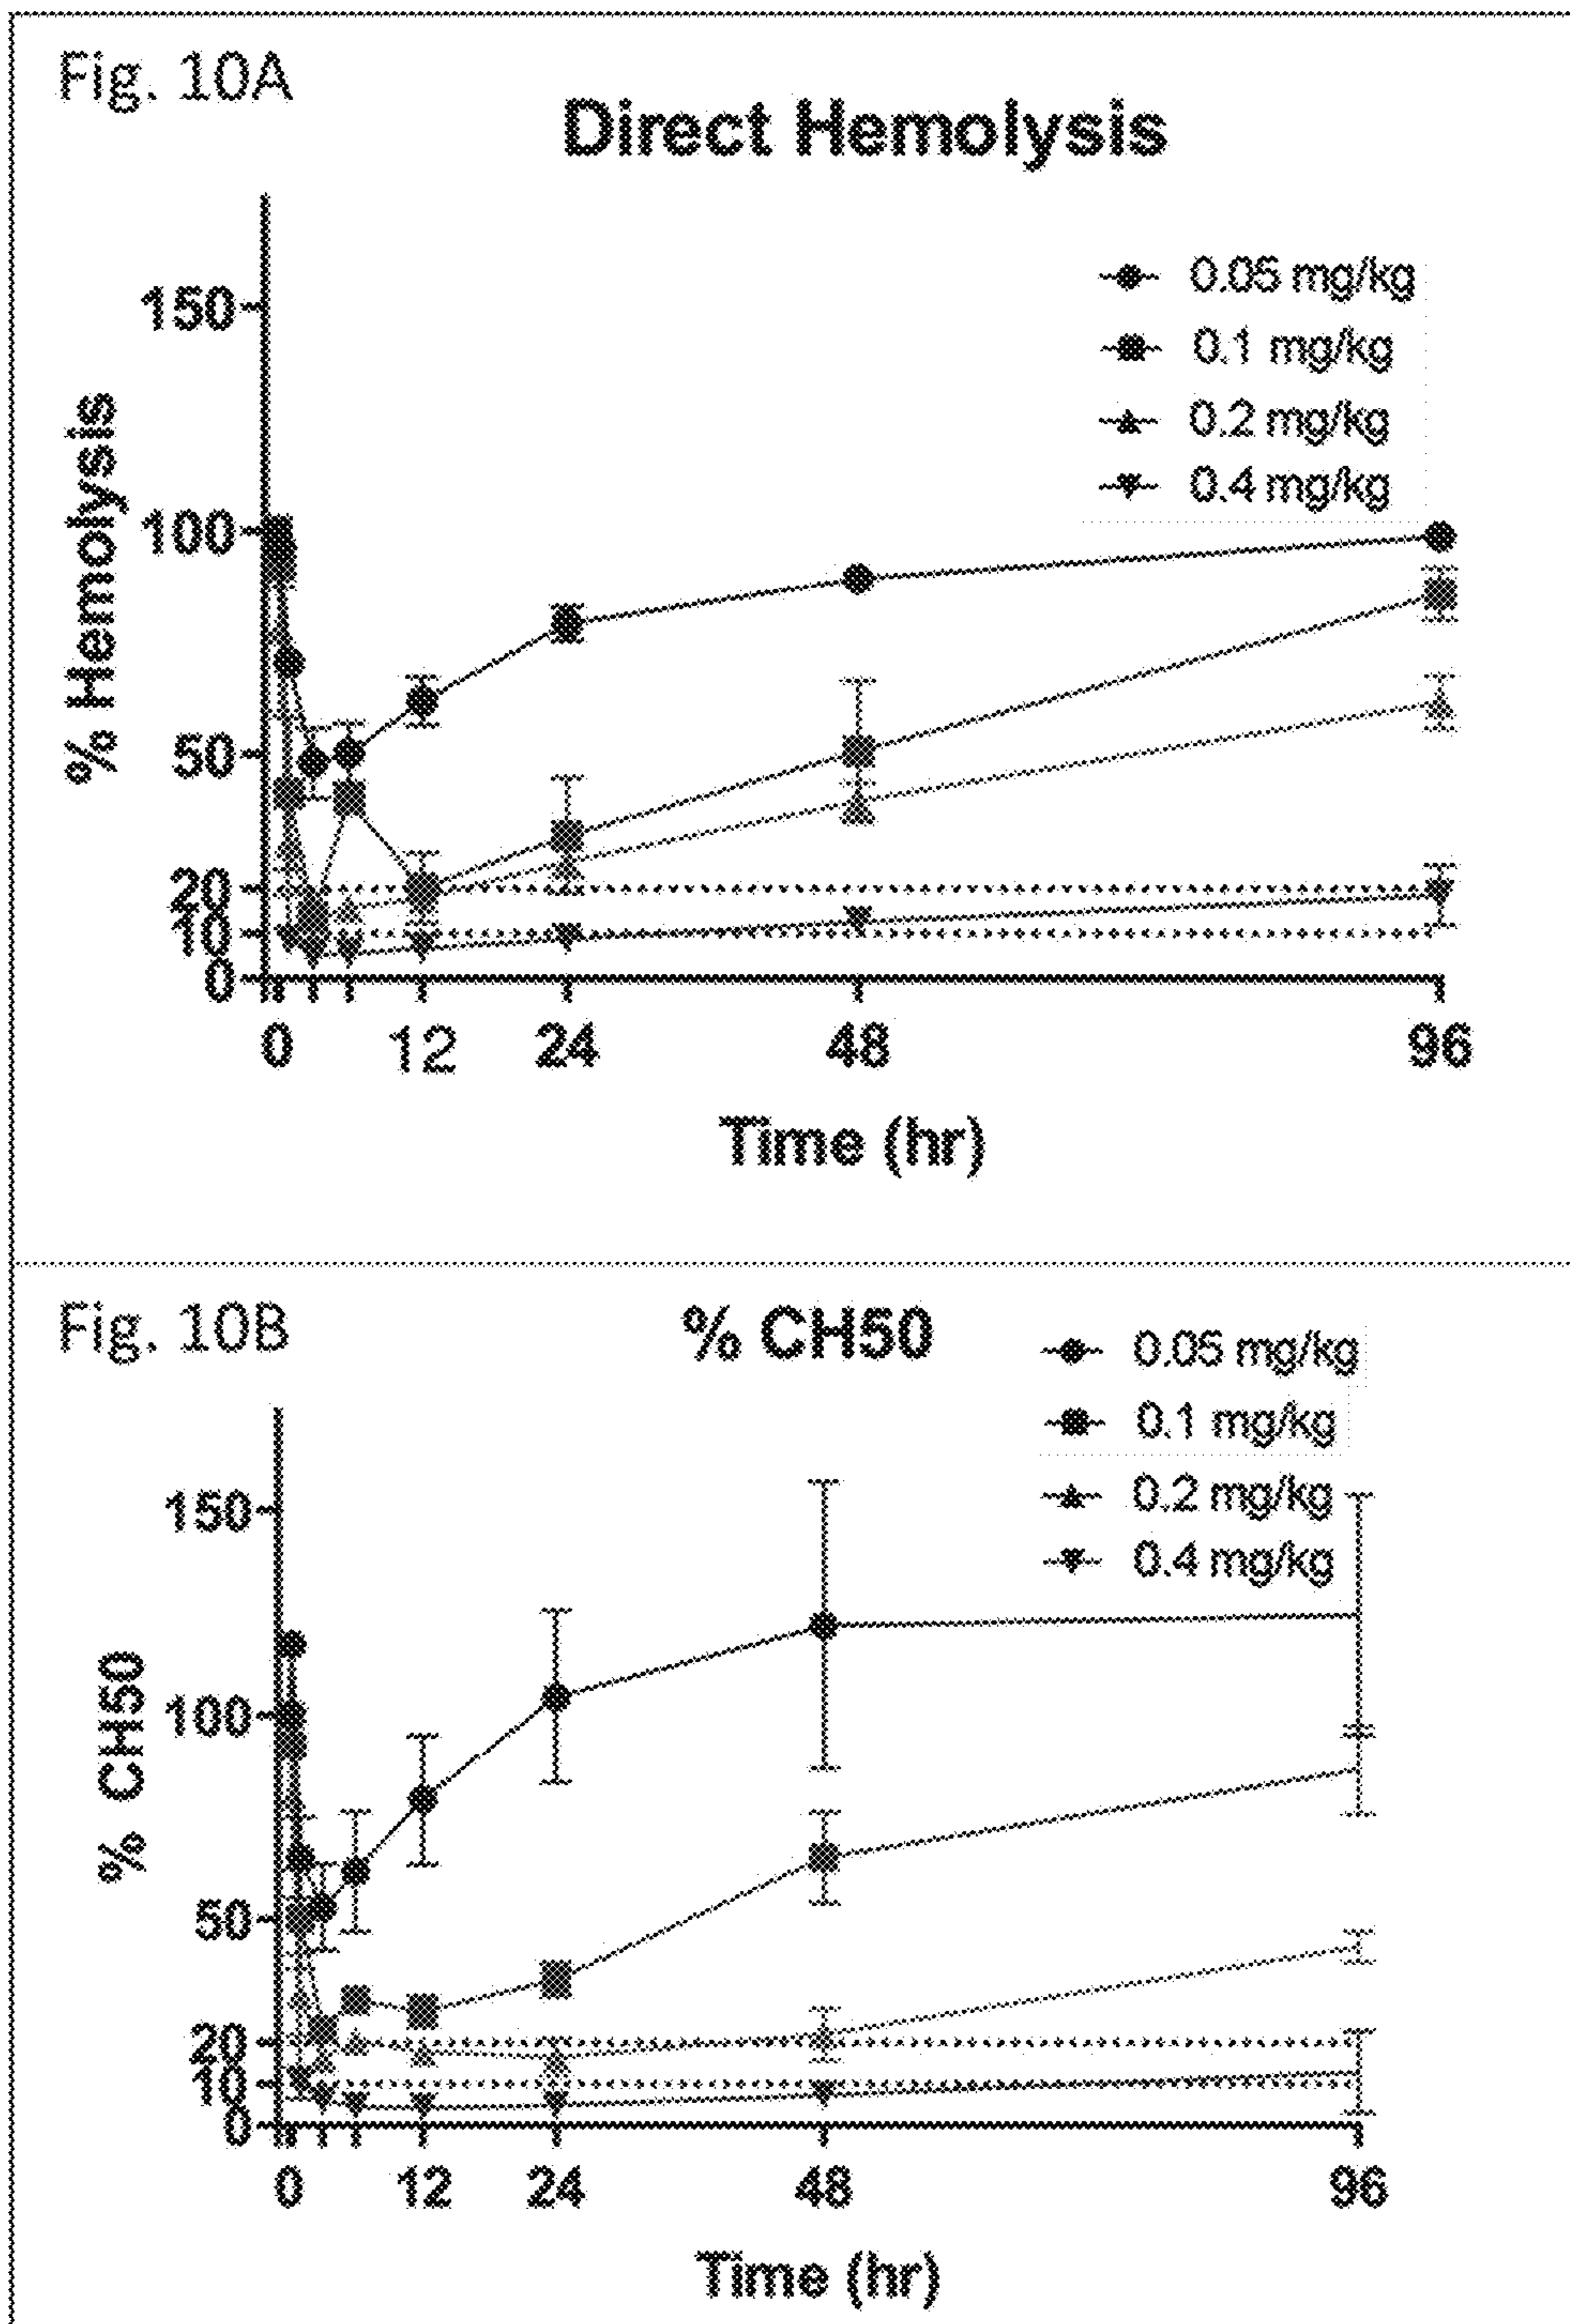 Fig. 10A
Direct Hemolysis
0.05 mg/kg
0.1 mg/kg
0.2 mg/kg
0.4 mg/kg
% Hemolysis
150
100
50
20
10
0
0 12 24 48 96
Time (hr)
Fig. 10B
% CH50
0.05 mg/kg
0.1 mg/kg
0.2 mg/kg
0.4 mg/kg
% CH50
150
100
50
20
10
0
0 12 24 48 96
Time (hr)